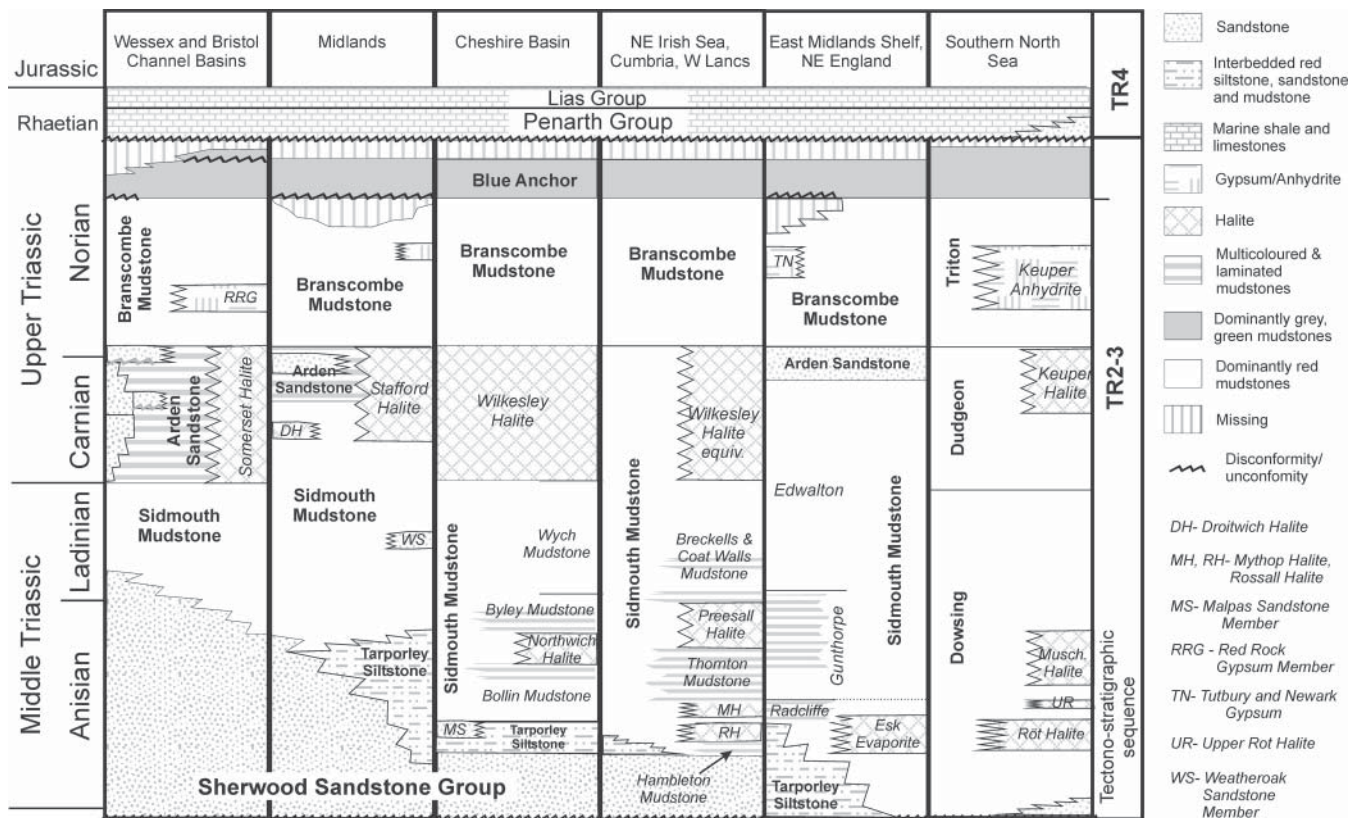 Jurassic
Rhaetian
Upper Triassic
Norian
Carnian
Middle Triassic
Ladinian
Anisian
Wessex and Bristol
Channel Basins
Midlands
Cheshire Basin
NE Irish Sea,
Cumbria, W Lancs
East Midlands Shelf,
NE England
Southern North
Sea
TR4
TR2-3
Tectono-stratigraphic
sequence
Lias Group
Penarth Group
Blue Anchor
Branscombe
Mudstone
RRG
Arden
Sandstone
Somerset Halite
Sidmouth
Mudstone
Branscombe
Mudstone
Arden
Sandstone
Stafford
Halite
DH
Sidmouth
Mudstone
WS
Tarporley
Siltstone
Sherwood Sandstone Group
Branscombe
Mudstone
Wilkesley
Halite
Sidmouth Mudstone
Wych
Mudstone
Byley Mudstone
Northwich
Halite
Bollin Mudstone
MS
Tarporley
Siltstone
Branscombe
Mudstone
Wilkesley
Halite
equiv.
Sidmouth Mudstone
Breckells &
Coat Walls
Mudstone
Preesall
Halite
Thornton
Mudstone
MH
RH
Hambleton
Mudstone
TN
Branscombe
Mudstone
Arden Sandstone
Edwalton
Sidmouth Mudstone
Gunthorpe
Radcliffe
Esk
Evaporite
Tarporley
Siltstone
Triton
Keuper
Anhydrite
Dudgeon
Keuper
Halite
Dowsing
Musch.
Halite
UR
Röt Halite
Sandstone
Interbedded red
siltstone, sandstone
and mudstone
Marine shale and
limestones
Gypsum/Anhydrite
Halite
Multicoloured &
laminated
mudstones
Dominantly grey,
green mudstones
Dominantly red
mudstones
Missing
Disconformity/
unconfomity
DH- Droitwich Halite
MH, RH- Mythop Halite,
Rossall Halite
MS- Malpas Sandstone
Member
RRG - Red Rock
Gypsum Member
TN- Tutbury and Newark
Gypsum
UR- Upper Rot Halite
WS- Weatheroak
Sandstone
Member